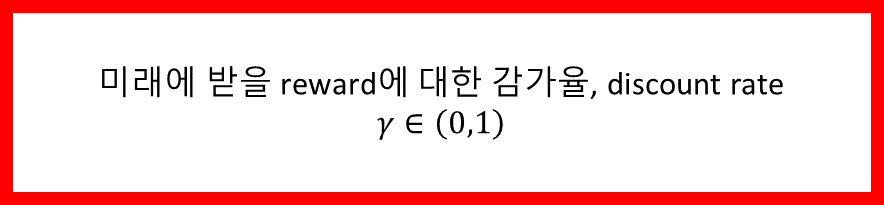 미래에 받을 reward에 대한 감가율, discount rate
γ ∈ (0,1)